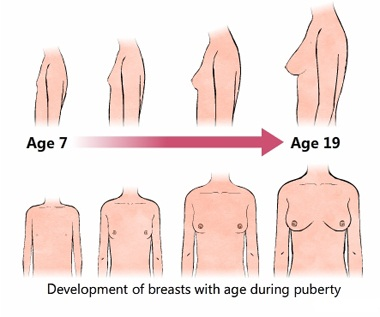 Age 7
Age 19
Development of breasts with age during puberty